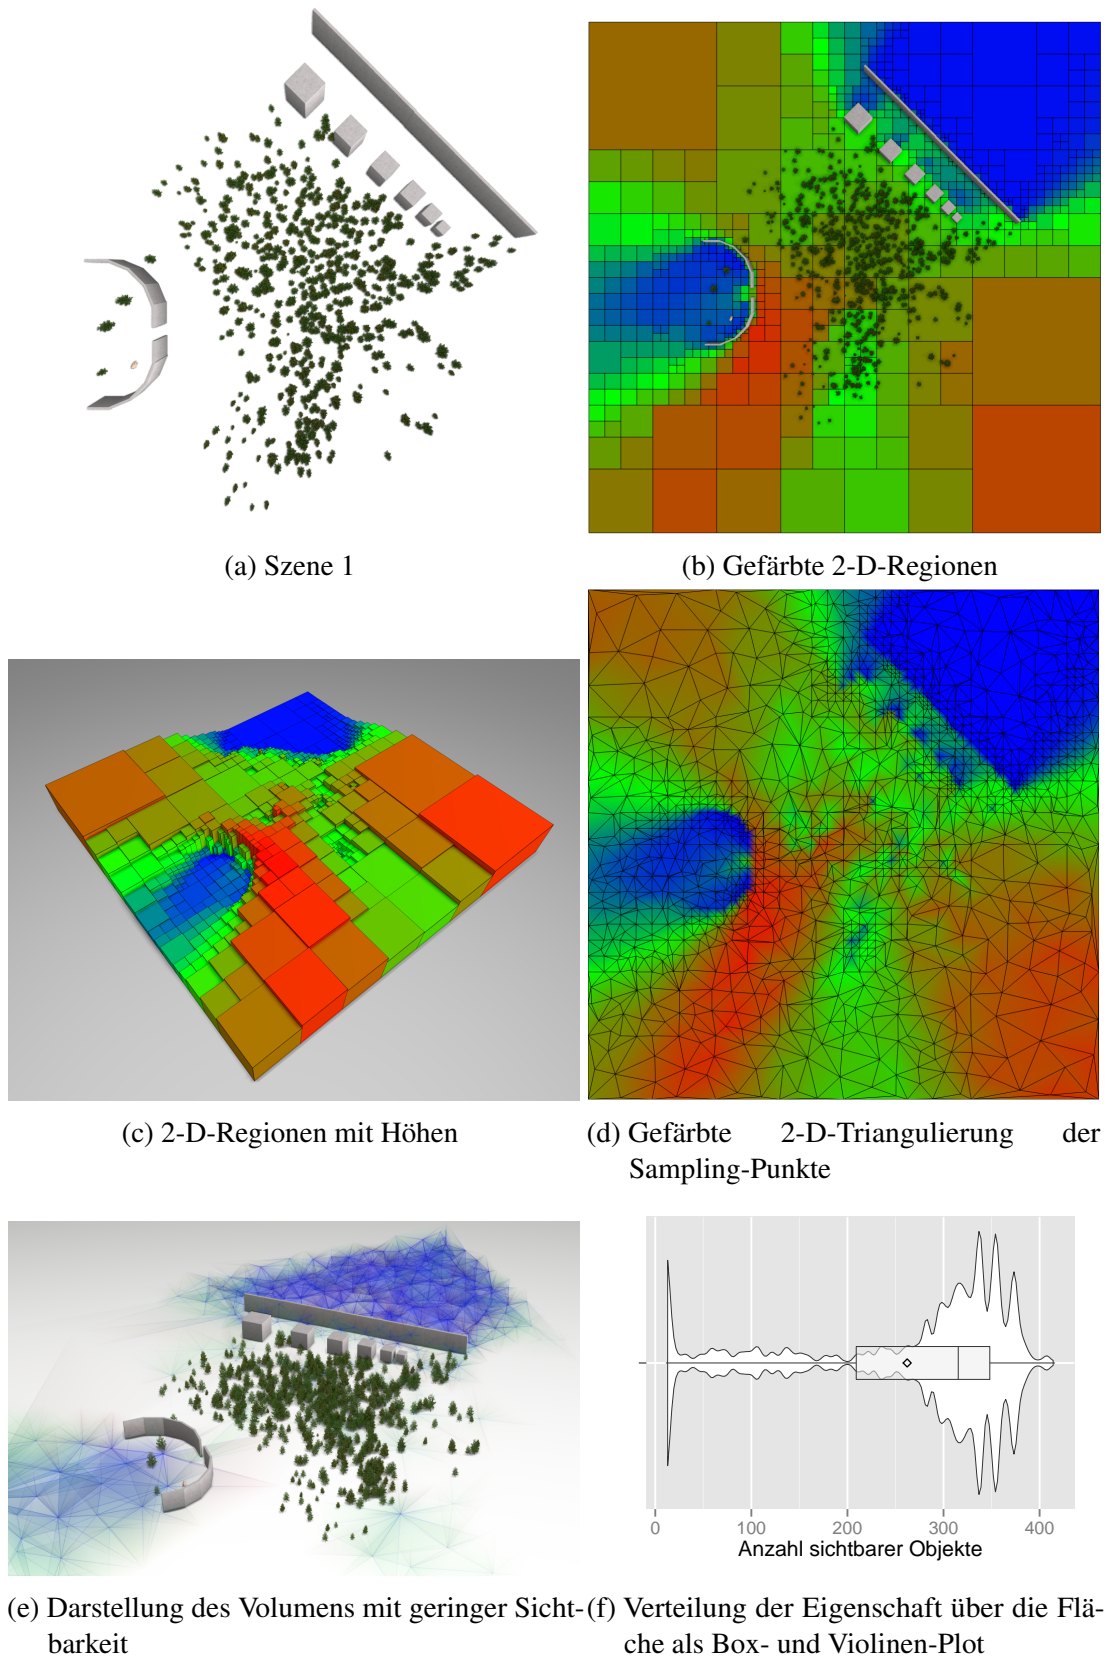 (a) Szene 1
(b) Gefärbte 2-D-Regionen
(c) 2-D-Regionen mit Höhen
(d) Gefärbte 2-D-Triangulierung der
Sampling-Punkte
0 100 200 300 400
Anzahl sichtbarer Objekte
(e) Darstellung des Volumens mit geringer Sicht-
barkeit
(f) Verteilung der Eigenschaft über die Flä-
che als Box- und Violinen-Plot